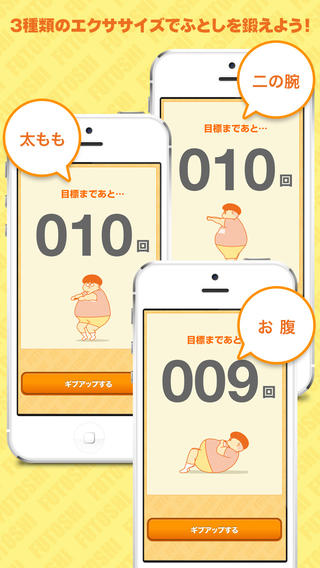 3種類のエクササイズでふとしを鍛えよう!
二の腕
目標まであと…
010回
太もも
目標まであと…
010回
ギブアップする
お腹
目標まであと…
009回
ギブアップする